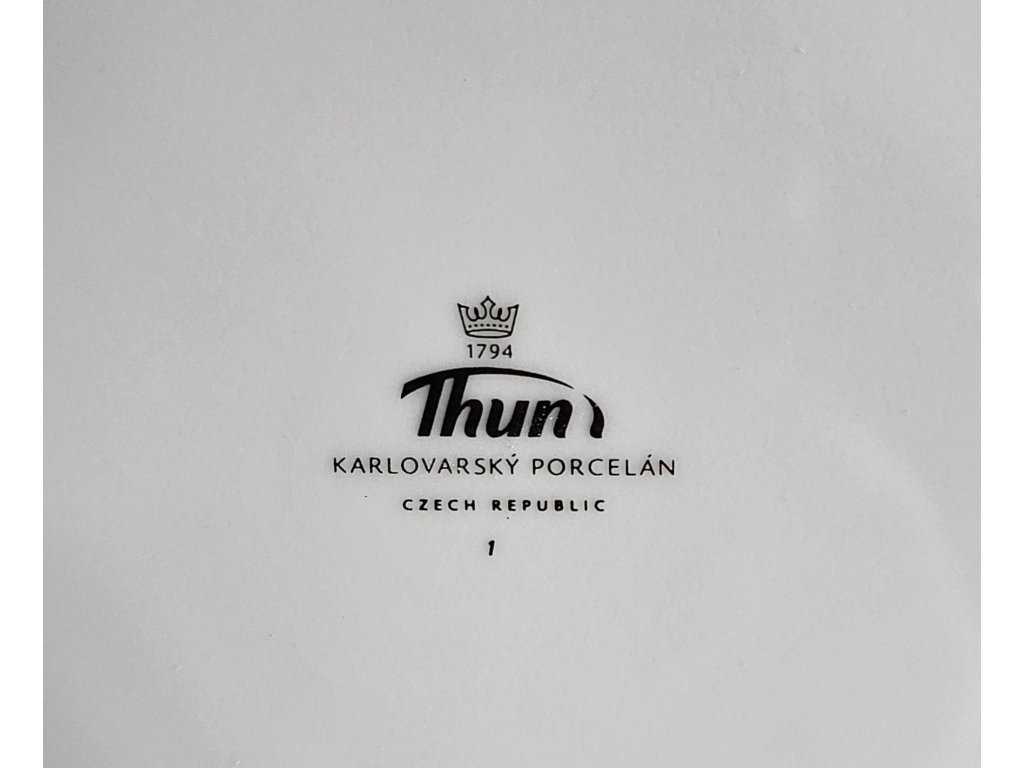 1794
Thun
KARLOVARSKÝ PORCELÁN
CZECH REPUBLIC
1